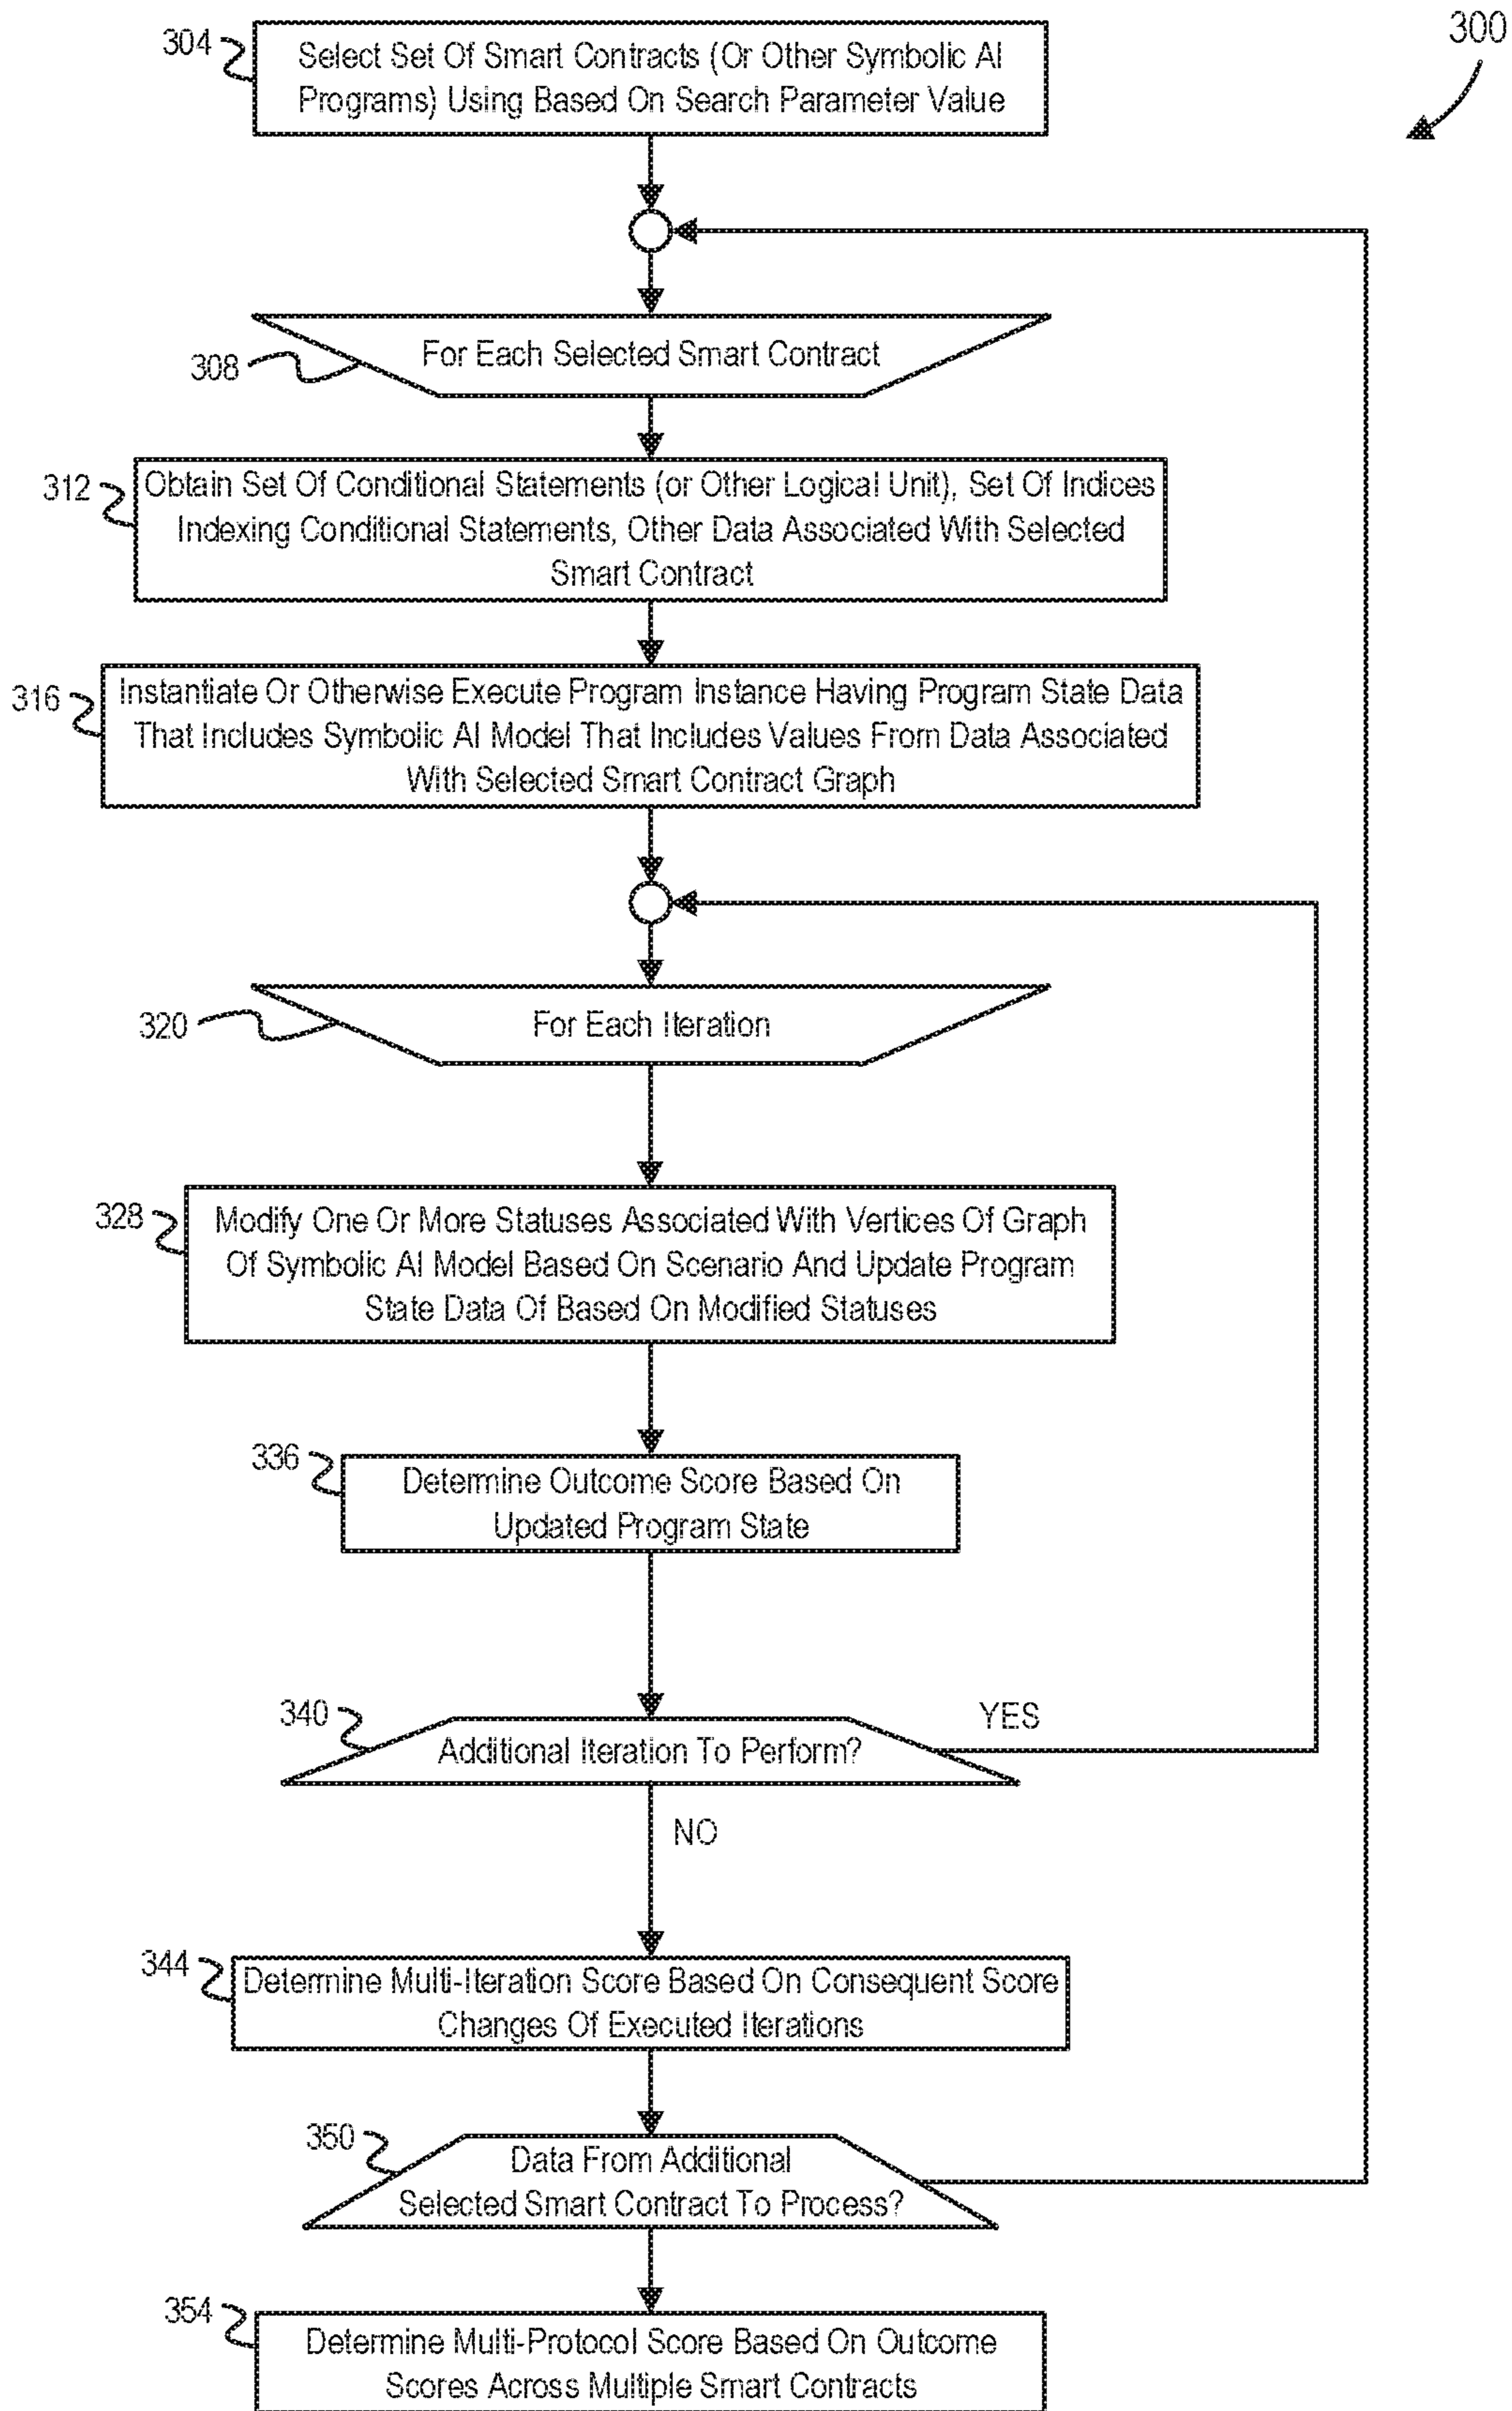 300
304
Select Set Of Smart Contracts (Or Other Symbolic AI
Programs) Using Based On Search Parameter Value
308
For Each Selected Smart Contract
312
Obtain Set Of Conditional Statements (or Other Logical Unit), Set Of Indices
Indexing Conditional Statements, Other Data Associated With Selected
Smart Contract
316
Instantiate Or Otherwise Execute Program Instance Having Program State Data
That Includes Symbolic AI Model That Includes Values From Data Associated
With Selected Smart Contract Graph
320
For Each Iteration
328
Modify One Or More Statuses Associated With Vertices Of Graph
Of Symbolic AI Model Based On Scenario And Update Program
State Data Of Based On Modified Statuses
336
Determine Outcome Score Based On
Updated Program State
340
Additional Iteration To Perform?
YES
NO
344
Determine Multi-Iteration Score Based On Consequent Score
Changes Of Executed Iterations
350
Data From Additional
Selected Smart Contract To Process?
354
Determine Multi-Protocol Score Based On Outcome
Scores Across Multiple Smart Contracts